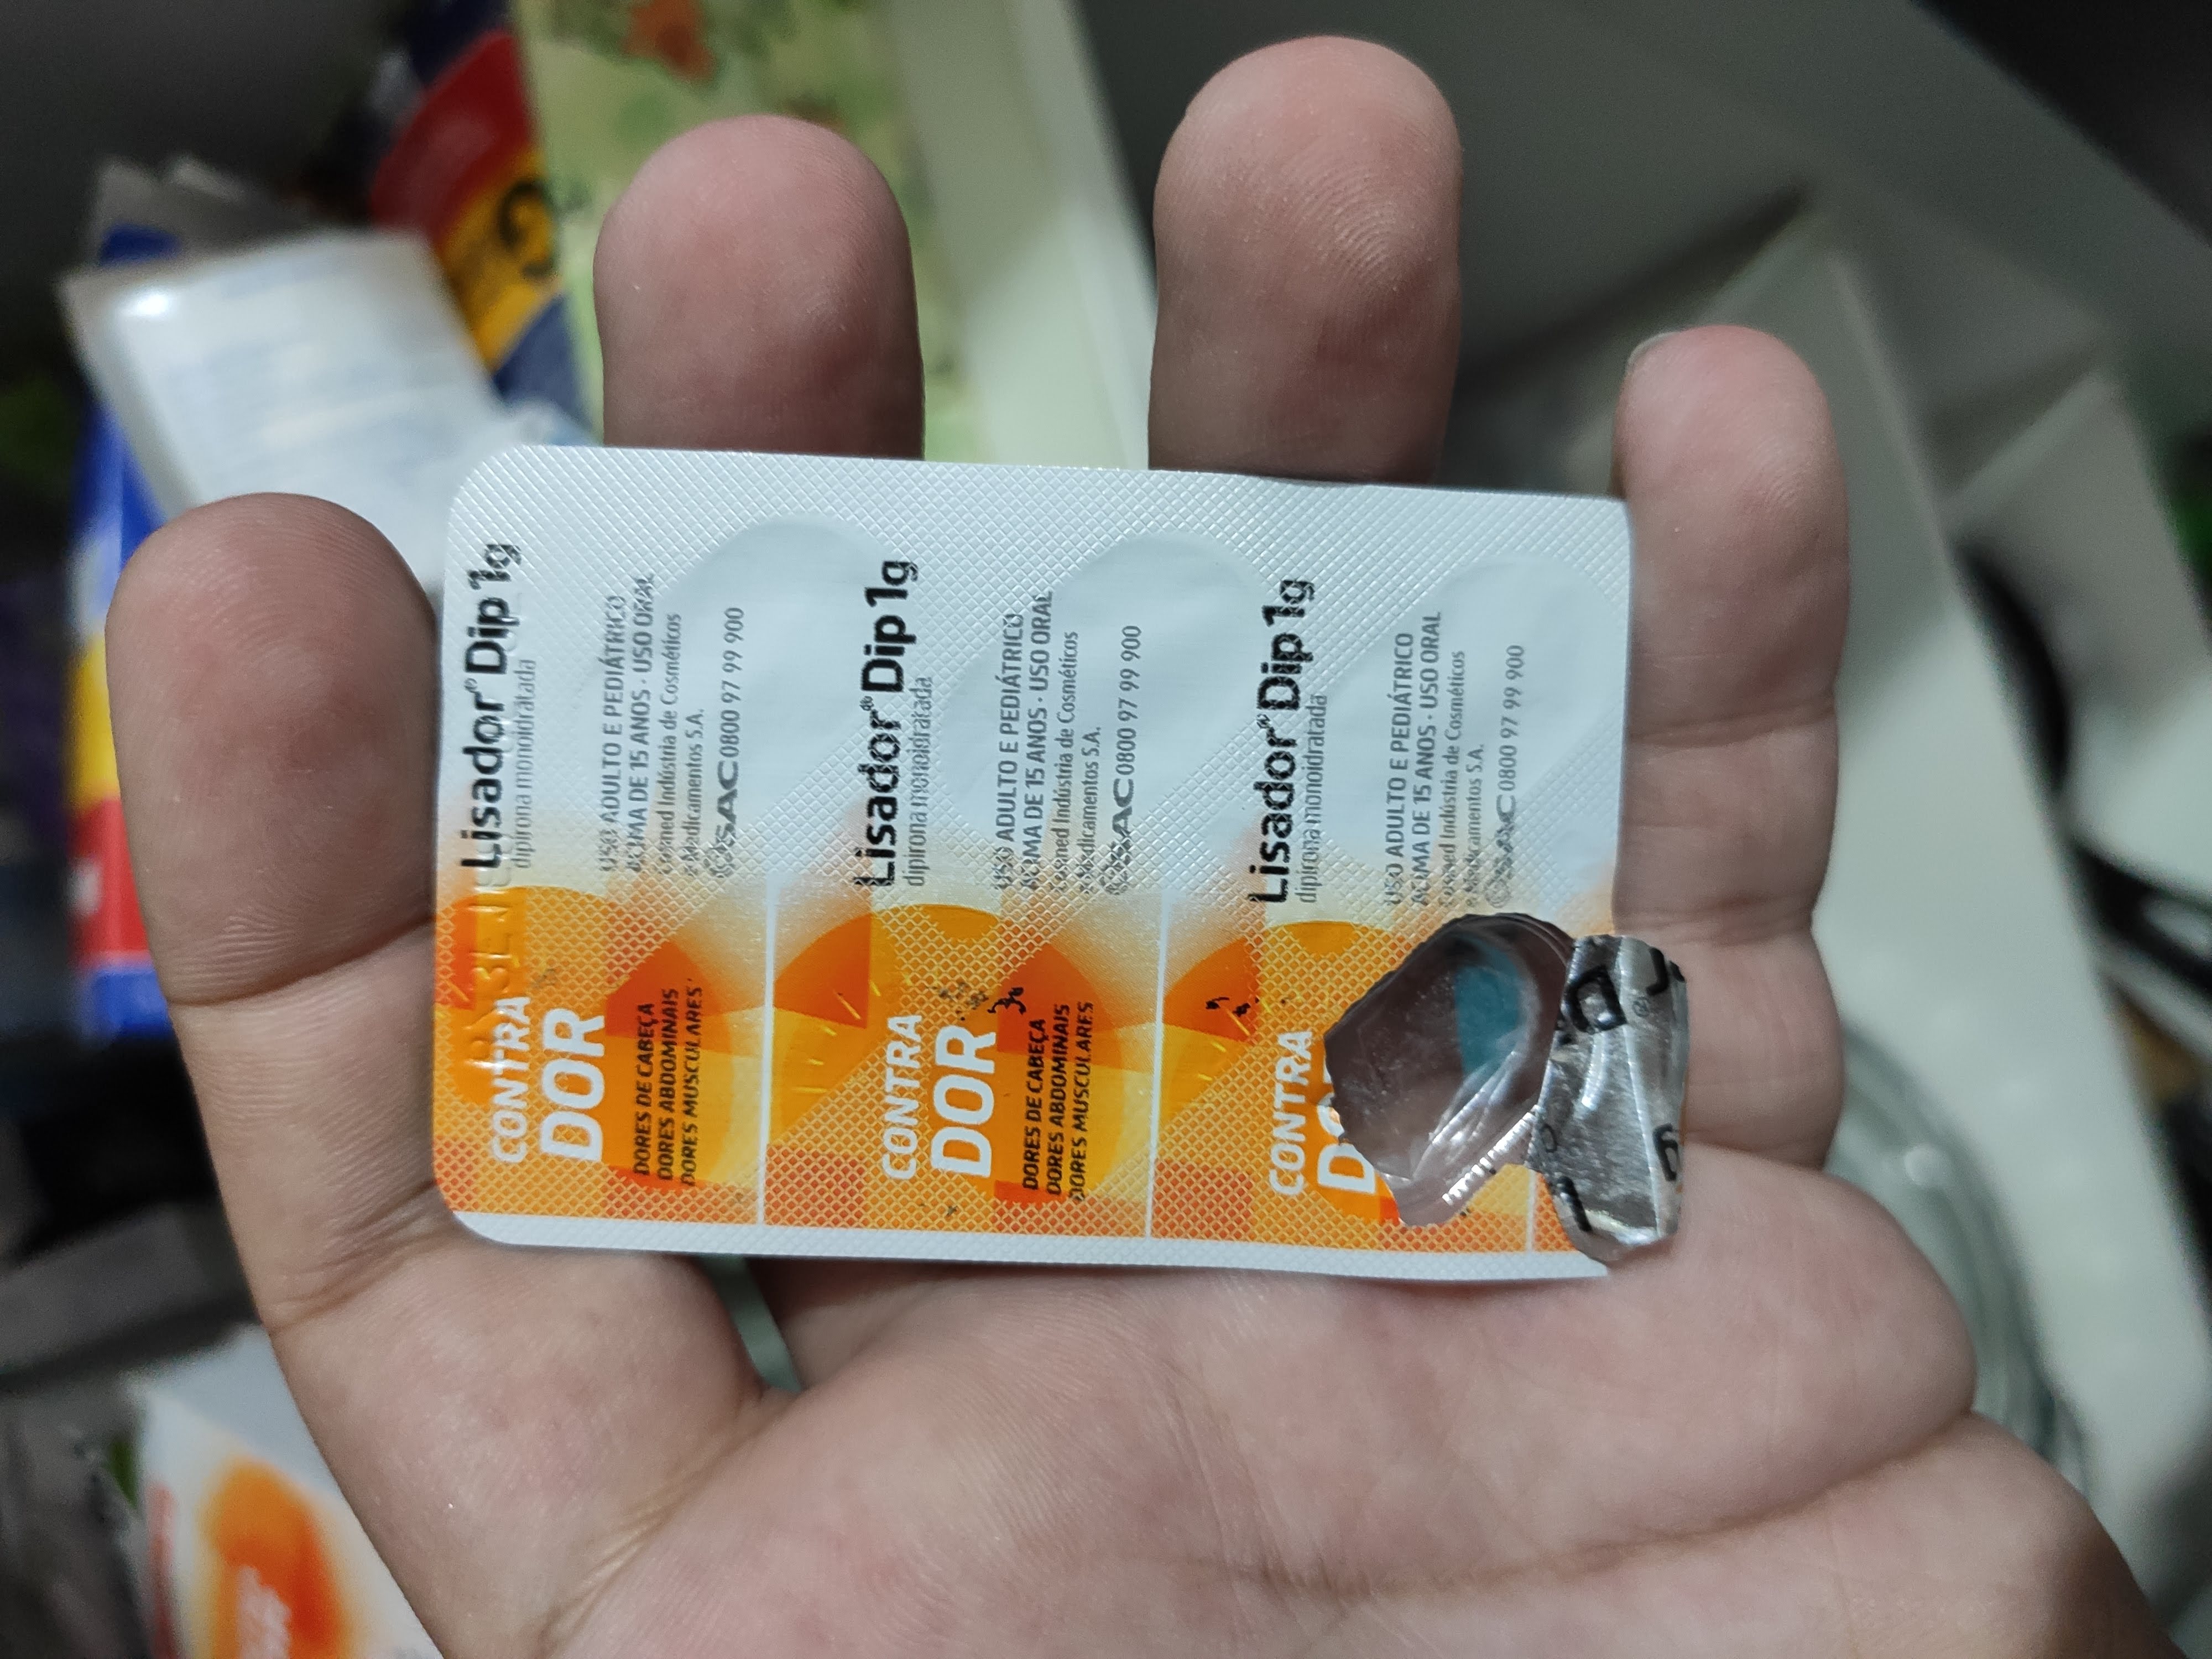 CONTRA
DOR
DORES DE CABEÇA
DORES ABDOMINAIS
DORES MUSCULARES
Lisador® Dip 1g
dipirona monoidratada
USO ADULTO E PEDIÁTRICO
ACIMA DE 15 ANOS - USO ORAL
Cosmed Indústria de Cosméticos
e Medicamentos S.A.
SAC 0800 97 99 900
CONTRA
DOR
DORES DE CABEÇA
DORES ABDOMINAIS
DORES MUSCULARES
Lisador® Dip 1g
dipirona monoidratada
USO ADULTO E PEDIÁTRICO
ACIMA DE 15 ANOS - USO ORAL
Cosmed Indústria de Cosméticos
e Medicamentos S.A.
SAC 0800 97 99 900
CONTRA
Lisador® Dip 1g
dipirona monoidratada
USO ADULTO E PEDIÁTRICO
ACIMA DE 15 ANOS - USO ORAL
Cosmed Indústria de Cosméticos
e Medicamentos S.A.
SAC 0800 97 99 900